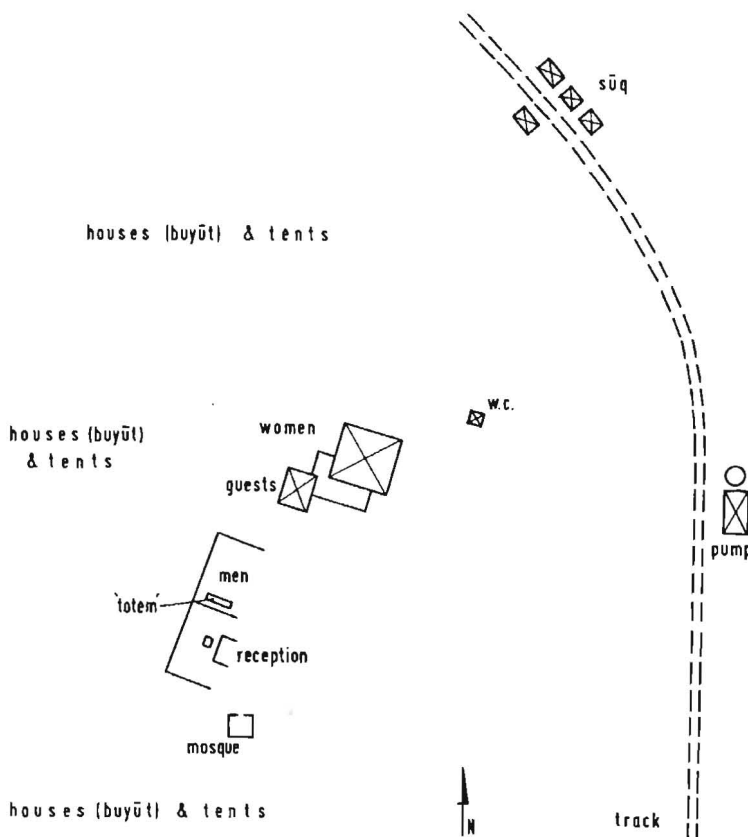 sūq
houses (buyūt) & tents
w.c.
houses (buyūt)
& tents
women
guests
pump
men
'totem'
reception
mosque
houses (buyūt) & tents
N
track